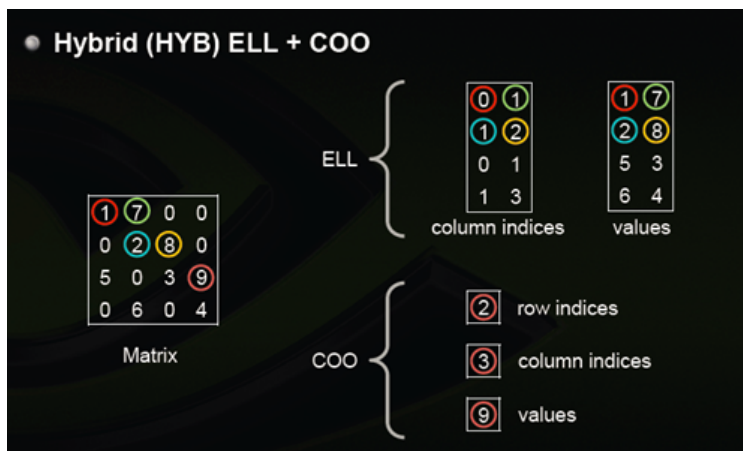 Hybrid (HYB) ELL + COO
ELL
0 1
1 2
0 1
1 3
column indices
1 7
2 8
5 3
6 4
values
1 7 0 0
0 2 8 0
5 0 3 9
0 6 0 4
Matrix
COO
2 row indices
3 column indices
9 values